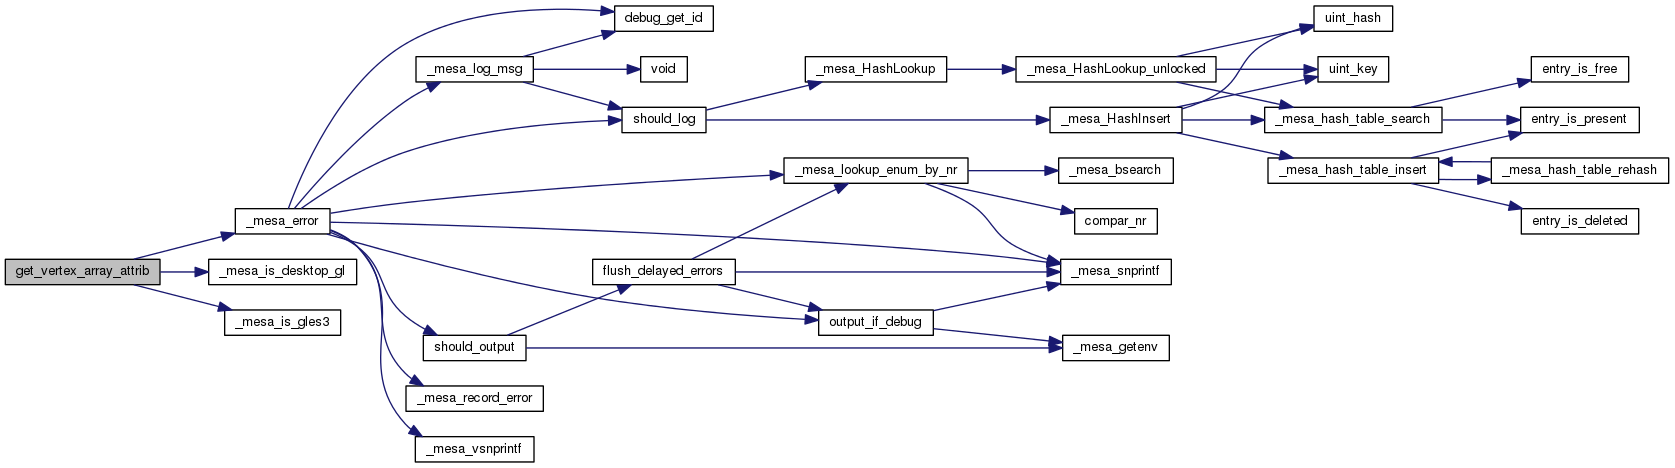 debug_get_id
uint_hash
_mesa_log_msg
void
_mesa_HashLookup
_mesa_HashLookup_unlocked
uint_key
entry_is_free
should_log
_mesa_HashInsert
_mesa_hash_table_search
entry_is_present
_mesa_lookup_enum_by_nr
_mesa_bsearch
_mesa_hash_table_insert
_mesa_hash_table_rehash
_mesa_error
compar_nr
entry_is_deleted
get_vertex_array_attrib
_mesa_is_desktop_gl
flush_delayed_errors
_mesa_snprintf
_mesa_is_gles3
output_if_debug
should_output
_mesa_getenv
_mesa_record_error
_mesa_vsnprintf